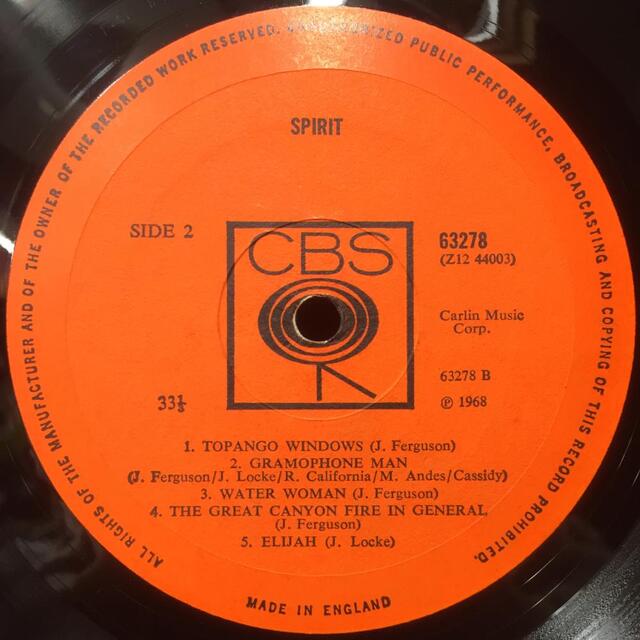 ALL RIGHTS OF THE MANUFACTURER AND OF THE OWNER OF THE RECORDED WORK RESERVED. UNAUTHORIZED PUBLIC PERFORMANCE, BROADCASTING AND COPYING OF THIS RECORD PROHIBITED.
SPIRIT
SIDE 2
CBS
63278
(Z12 44003)
Carlin Music
Corp.
63278 B
33⅓
℗ 1968
1. TOPANGO WINDOWS (J. Ferguson)
2. GRAMOPHONE MAN
(J. Ferguson/J. Locke/R. California/M. Andes/Cassidy)
3. WATER WOMAN (J. Ferguson)
4. THE GREAT CANYON FIRE IN GENERAL
(J. Ferguson)
5. ELIJAH (J. Locke)
MADE IN ENGLAND